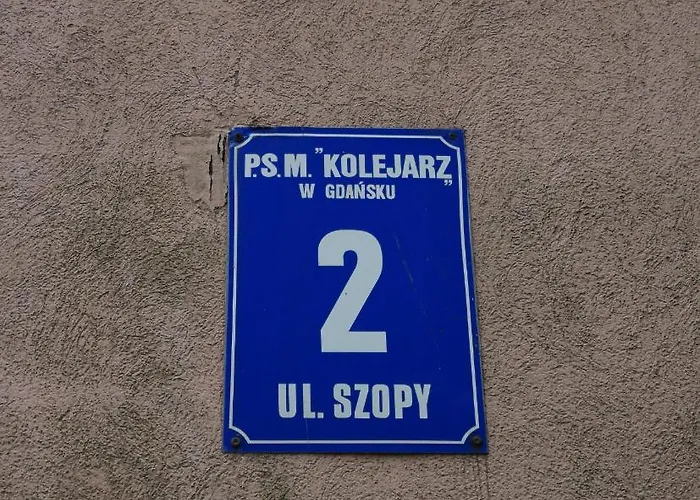 P.S.M. "KOLEJARZ"
W GDAŃSKU
2
UL. SZOPY